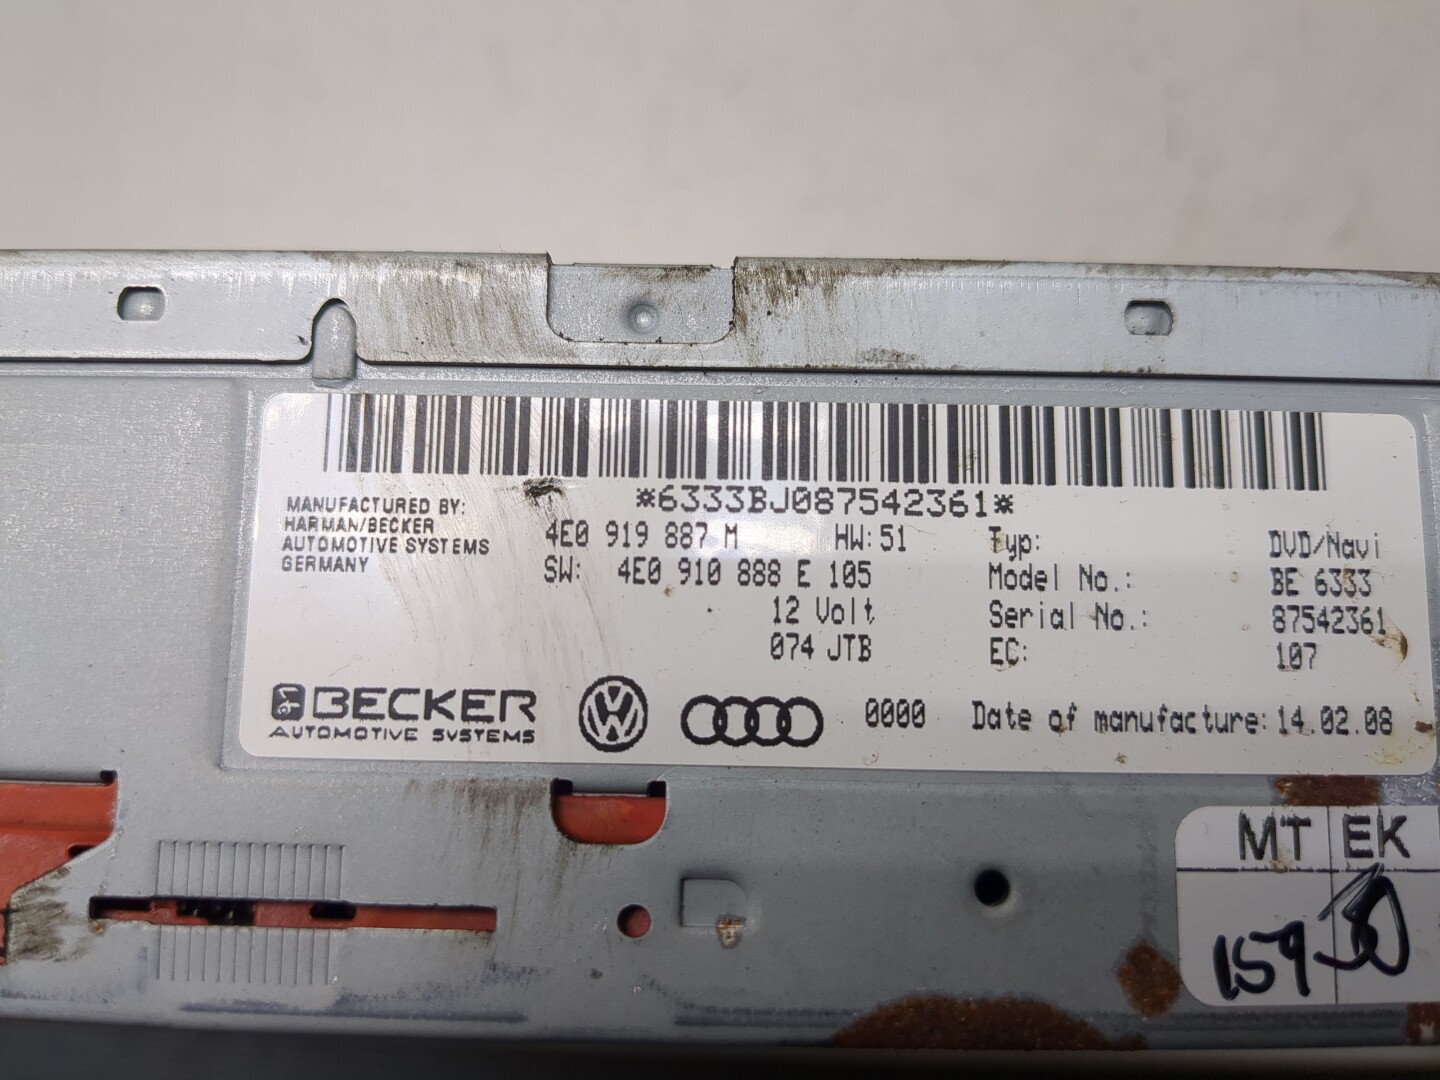 *6333BJ087542361*
MANUFACTURED BY:
HARMAN/BECKER
AUTOMOTIVE SYSTEMS
GERMANY
4E0 919 887 M HW: 51
SW: 4E0 910 888 E 105
12 Volt
074 JTB
Typ: DVD/Navi
Model No.: BE 6333
Serial No.: 87542361
EC: 107
BECKER
AUTOMOTIVE SYSTEMS
VW
0000 Date of manufacture: 14.02.08
MT EK
159